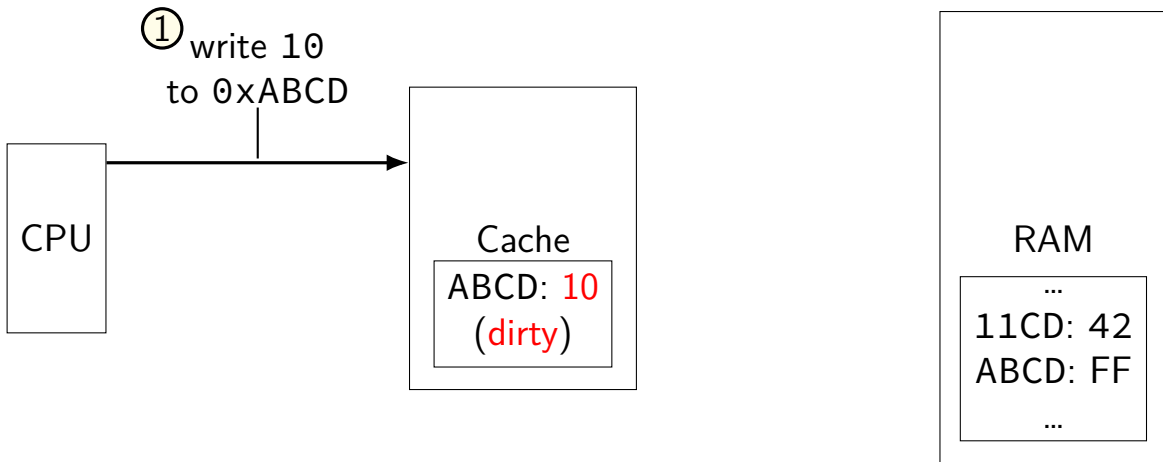 1
write 10
to 0xABCD
CPU
Cache
ABCD: 10
(dirty)
RAM
...
11CD: 42
ABCD: FF
...